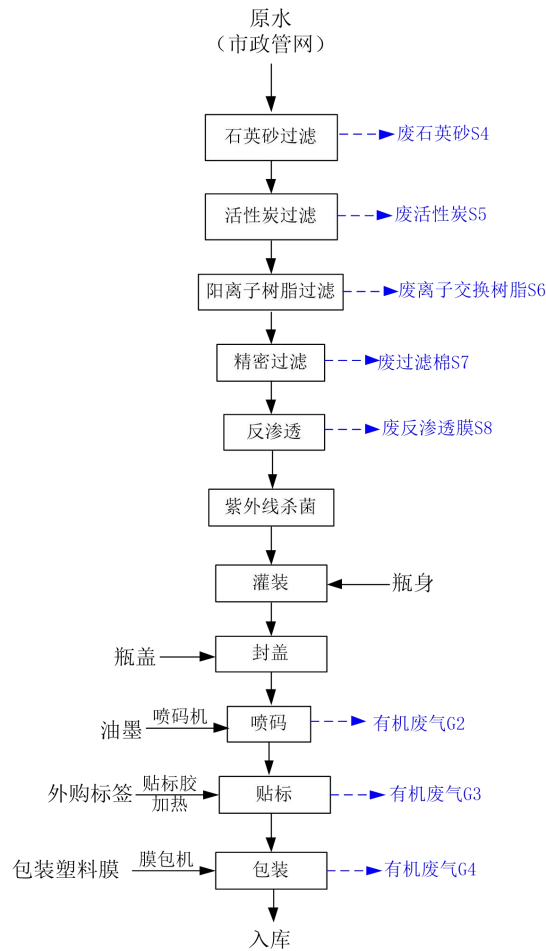 原水
（市政管网）
石英砂过滤
废石英砂S4
活性炭过滤
废活性炭S5
阳离子树脂过滤
废离子交换树脂S6
精密过滤
废过滤棉S7
反渗透
废反渗透膜S8
紫外线杀菌
灌装
瓶身
瓶盖
封盖
油墨
喷码机
喷码
有机废气G2
外购标签
贴标胶
加热
贴标
有机废气G3
包装塑料膜
膜包机
包装
有机废气G4
入库